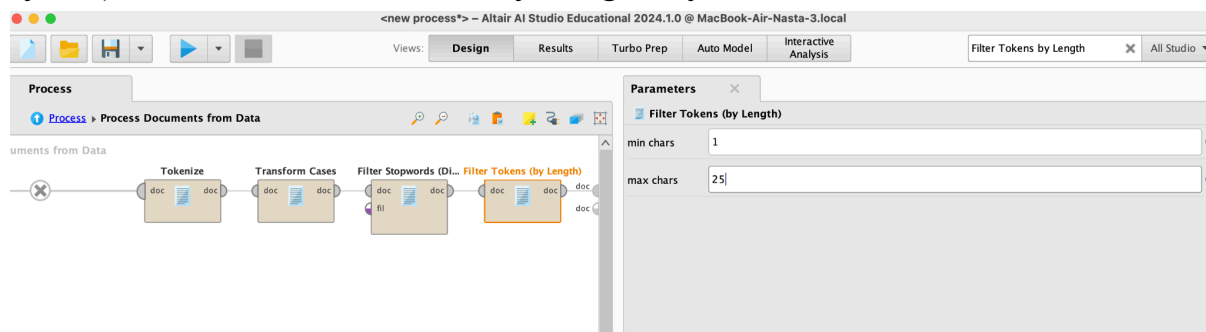 <new process*> – Altair AI Studio Educational 2024.1.0 @ MacBook-Air-Nasta-3.local
Views:
Design
Results
Turbo Prep
Auto Model
Interactive
Analysis
Filter Tokens by Length
All Studio
Process
Process
Process Documents from Data
uments from Data
Tokenize
doc
doc
Transform Cases
doc
doc
Filter Stopwords (Di...
doc
doc
fil
Filter Tokens (by Length)
doc
doc
doc
doc
Parameters
Filter Tokens (by Length)
min chars
1
max chars
25